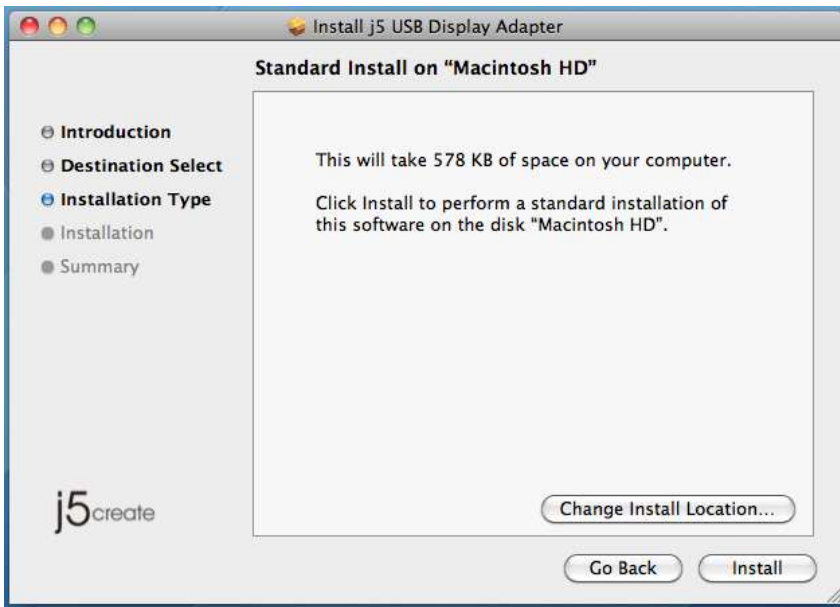 Install j5 USB Display Adapter
Standard Install on “Macintosh HD”
Introduction
Destination Select
Installation Type
Installation
Summary
This will take 578 KB of space on your computer.
Click Install to perform a standard installation of
this software on the disk “Macintosh HD”.
Change Install Location...
j5create
Go Back
Install